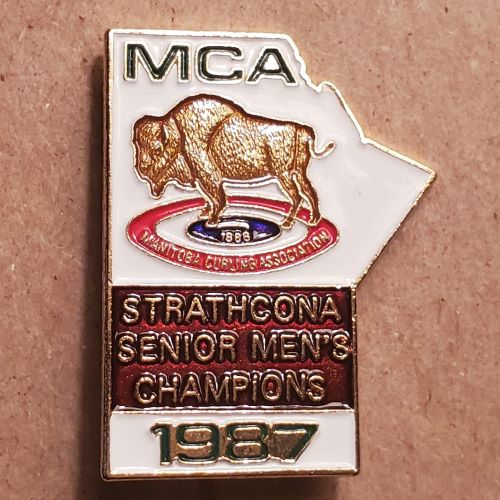 MCA
1888
MANITOBA CURLING ASSOCIATION
STRATHCONA
SENIOR MEN'S
CHAMPIONS
1987